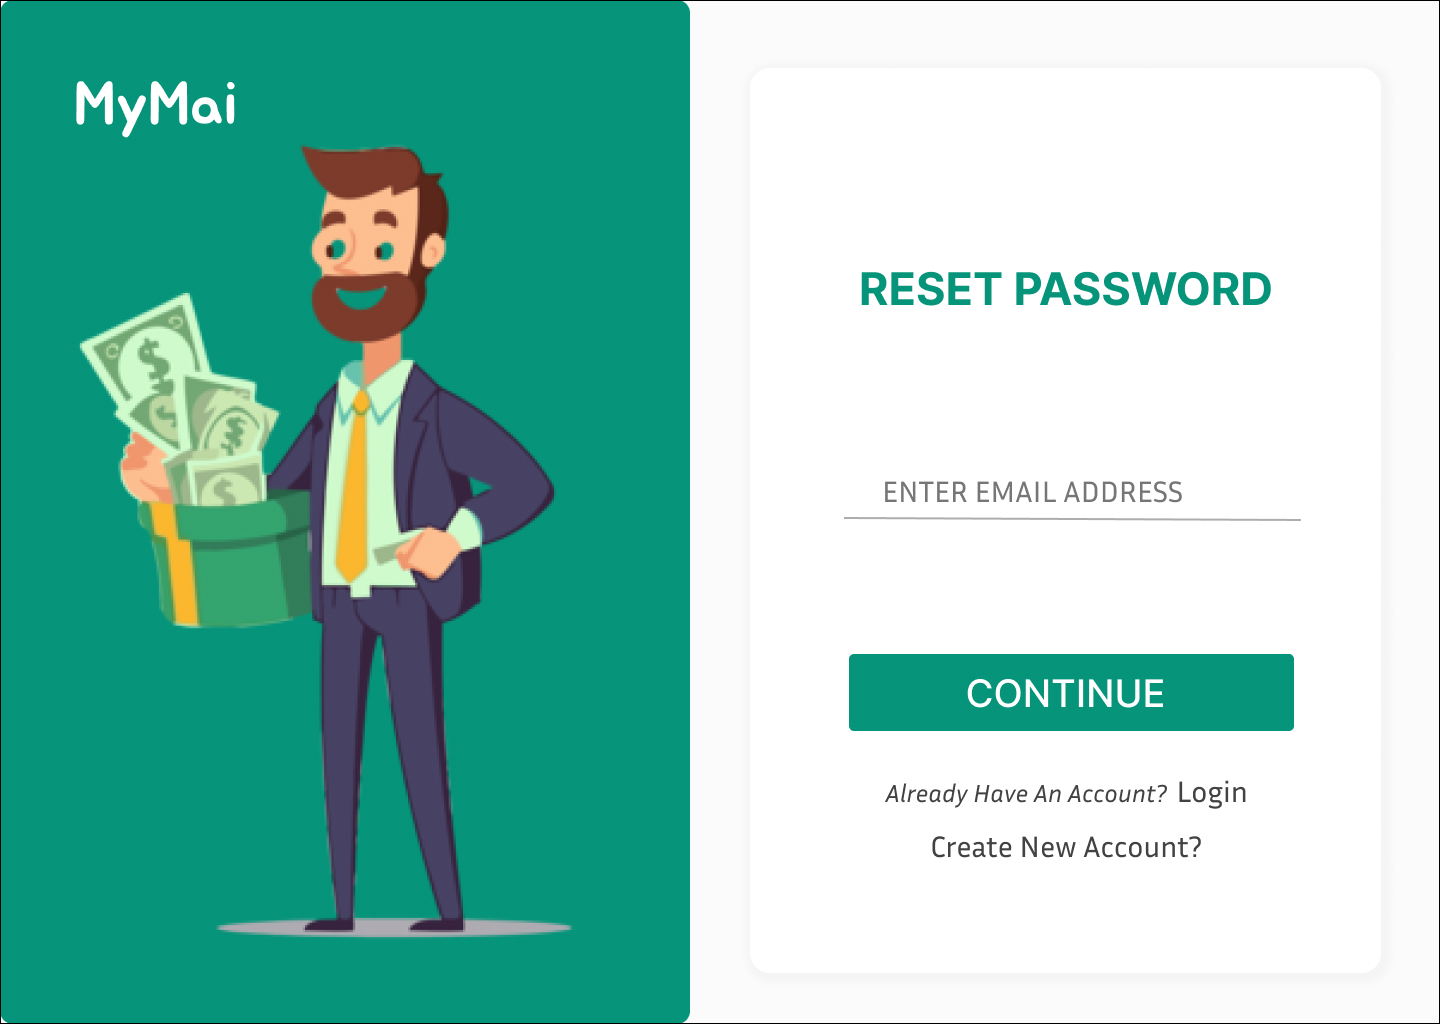 MyMai
RESET PASSWORD
ENTER EMAIL ADDRESS
CONTINUE
Already Have An Account? Login
Create New Account?